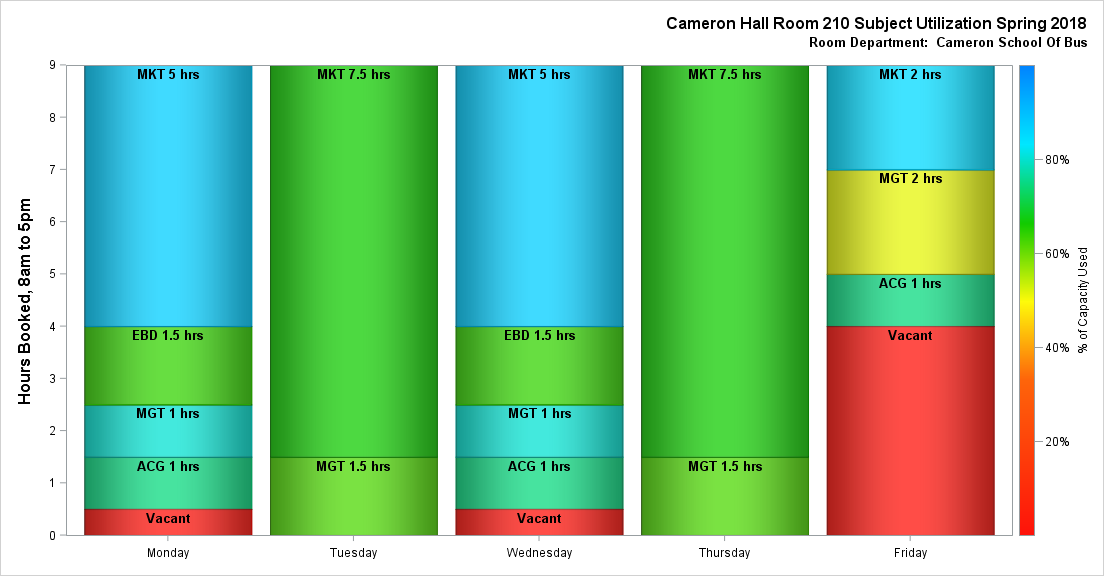 Cameron Hall Room 210 Subject Utilization Spring 2018
Room Department:  Cameron School Of Bus
Hours Booked, 8am to 5pm
9
8
7
6
5
4
3
2
1
0
MKT 5 hrs
EBD 1.5 hrs
MGT 1 hrs
ACG 1 hrs
Vacant
MKT 7.5 hrs
MGT 1.5 hrs
MKT 5 hrs
EBD 1.5 hrs
MGT 1 hrs
ACG 1 hrs
Vacant
MKT 7.5 hrs
MGT 1.5 hrs
MKT 2 hrs
MGT 2 hrs
ACG 1 hrs
Vacant
Monday
Tuesday
Wednesday
Thursday
Friday
80%
60%
40%
20%
% of Capacity Used